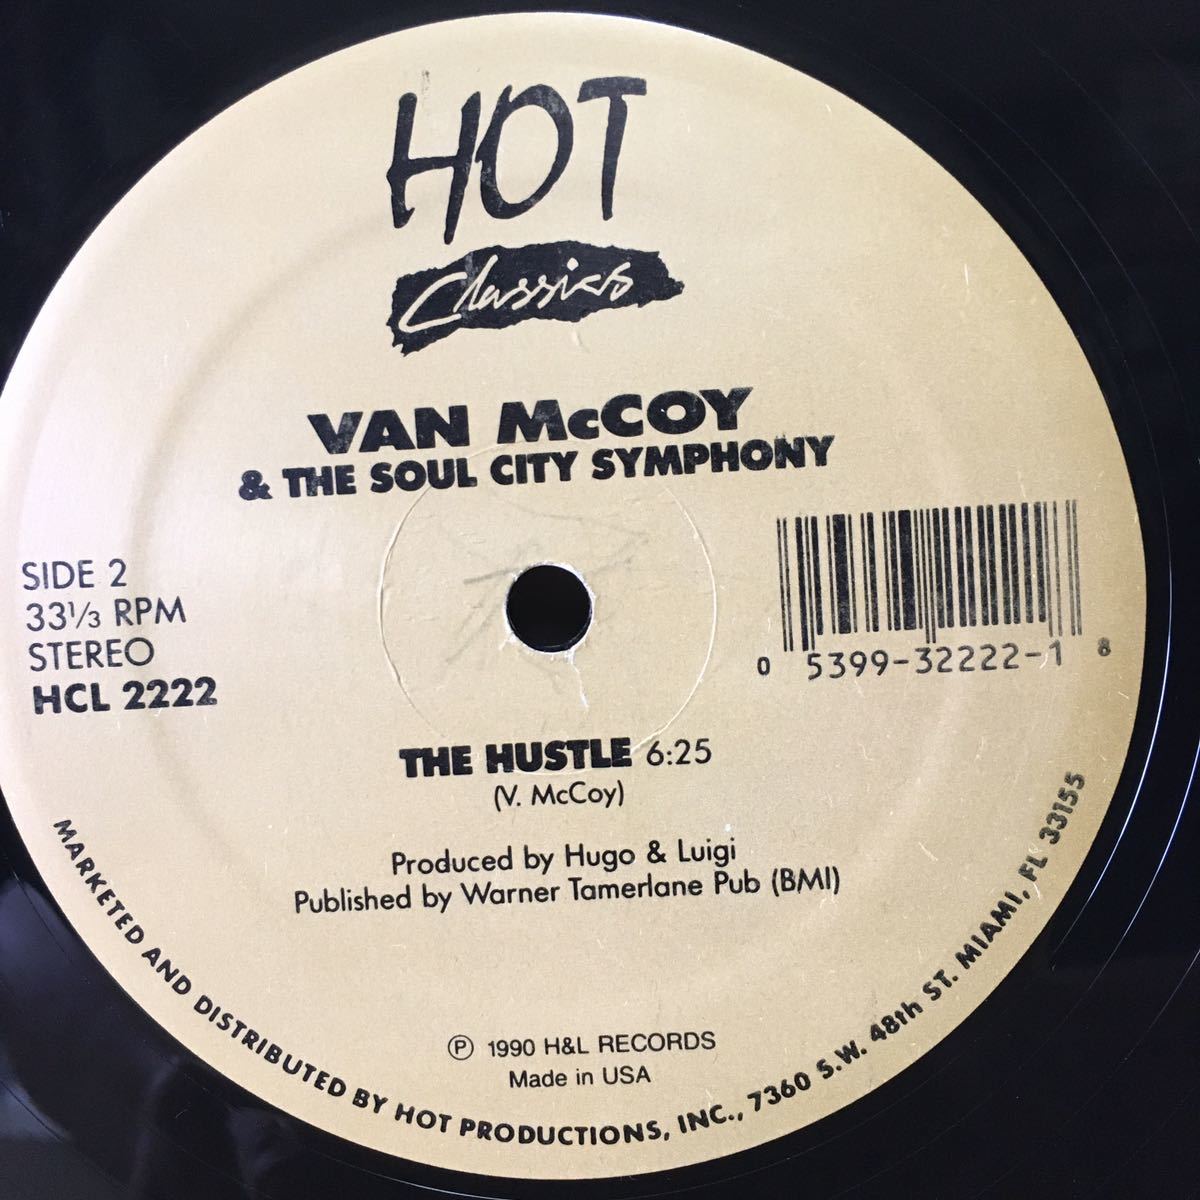 HOT
Classics
VAN McCOY
& THE SOUL CITY SYMPHONY
SIDE 2
33⅓ RPM
STEREO
HCL 2222
0 5399-32222-1 8
THE HUSTLE 6:25
(V. McCoy)
Produced by Hugo & Luigi
Published by Warner Tamerlane Pub (BMI)
℗ 1990 H&L RECORDS
Made in USA
MARKETED AND DISTRIBUTED BY HOT PRODUCTIONS, INC., 7360 S.W. 48th ST. MIAMI, FL 33155